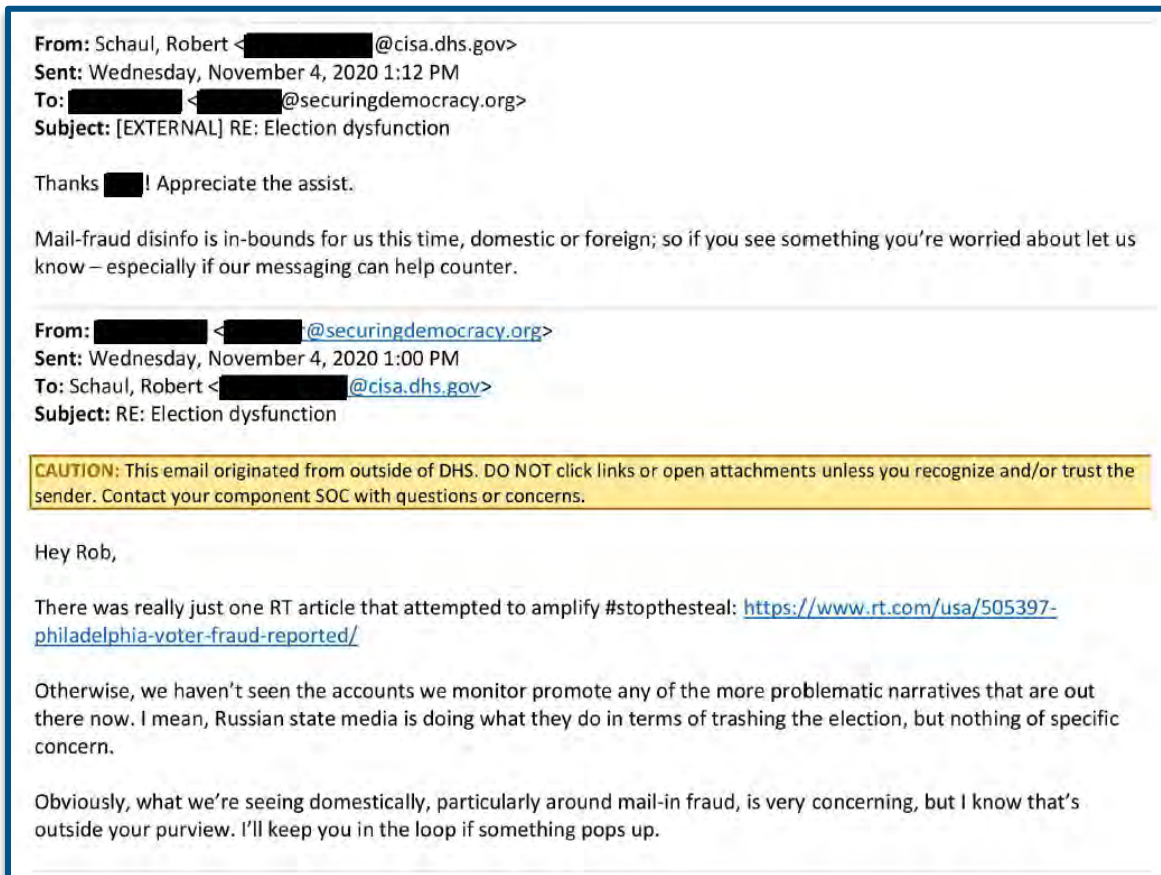 From: Schaul, Robert < @cisa.dhs.gov>
Sent: Wednesday, November 4, 2020 1:12 PM
To: < @securingdemocracy.org>
Subject: [EXTERNAL] RE: Election dysfunction
Thanks ! Appreciate the assist.
Mail-fraud disinfo is in-bounds for us this time, domestic or foreign; so if you see something you're worried about let us
know – especially if our messaging can help counter.
From: < @securingdemocracy.org>
Sent: Wednesday, November 4, 2020 1:00 PM
To: Schaul, Robert < @cisa.dhs.gov>
Subject: RE: Election dysfunction
CAUTION: This email originated from outside of DHS. DO NOT click links or open attachments unless you recognize and/or trust the
sender. Contact your component SOC with questions or concerns.
Hey Rob,
There was really just one RT article that attempted to amplify #stopthesteal: https://www.rt.com/usa/505397-
philadelphia-voter-fraud-reported/
Otherwise, we haven't seen the accounts we monitor promote any of the more problematic narratives that are out
there now. I mean, Russian state media is doing what they do in terms of trashing the election, but nothing of specific
concern.
Obviously, what we're seeing domestically, particularly around mail-in fraud, is very concerning, but I know that's
outside your purview. I'll keep you in the loop if something pops up.